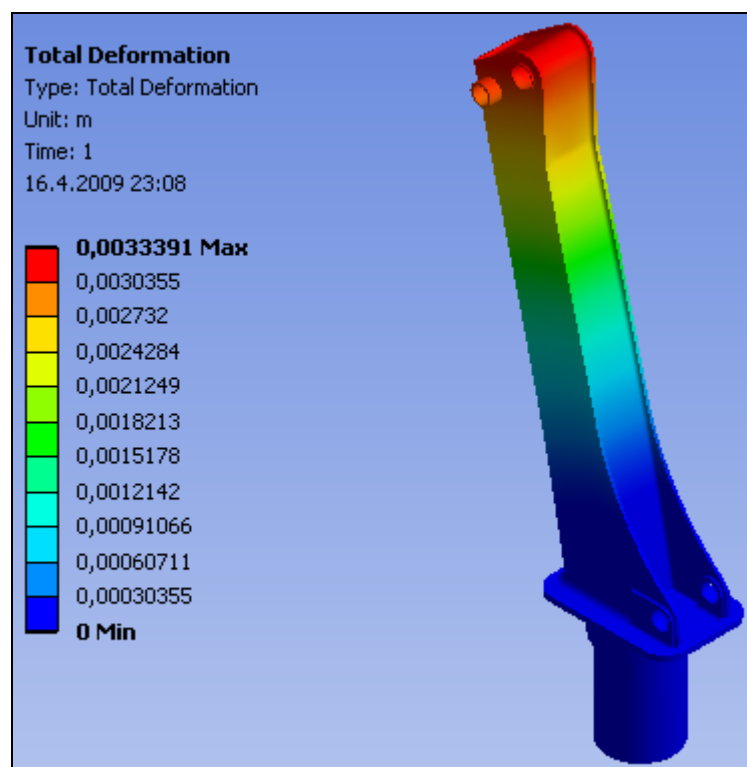 Total Deformation
Type: Total Deformation
Unit: m
Time: 1
16.4.2009 23:08
0,0033391 Max
0,0030355
0,002732
0,0024284
0,0021249
0,0018213
0,0015178
0,0012142
0,00091066
0,00060711
0,00030355
0 Min